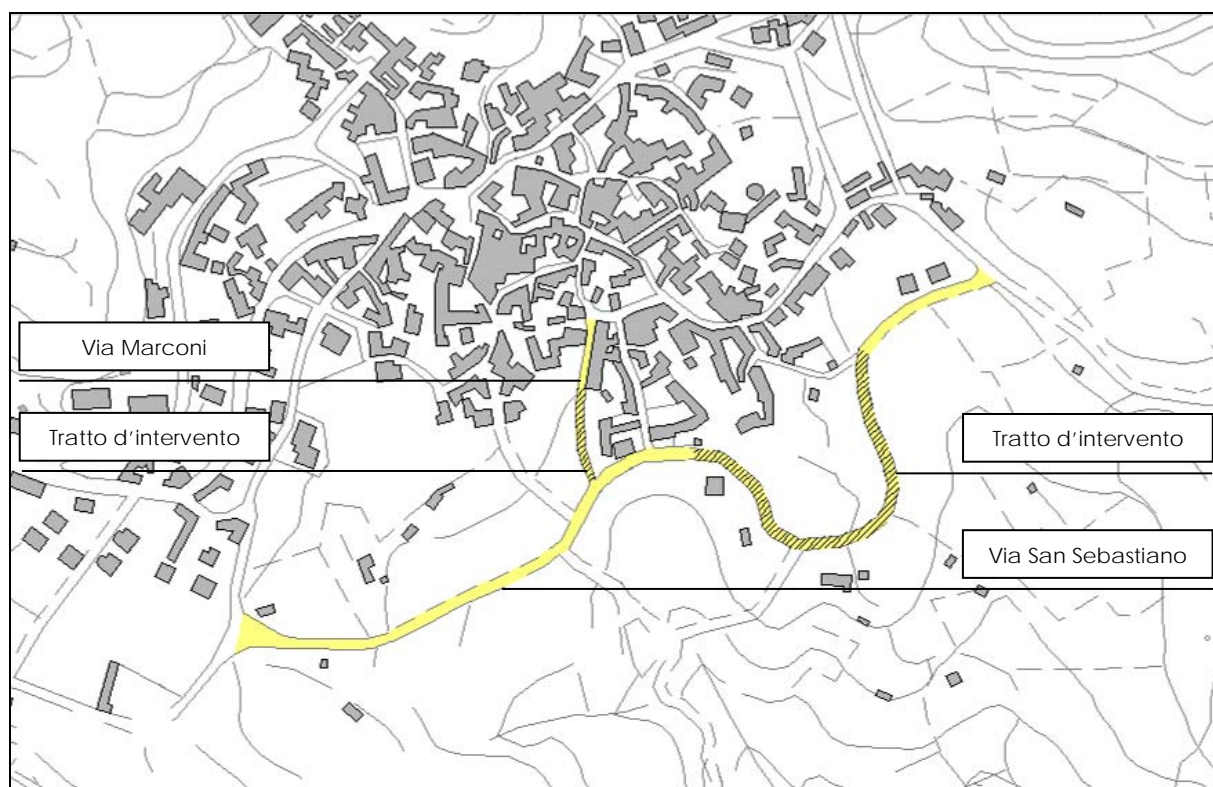 Via Marconi
Tratto d'intervento
Tratto d'intervento
Via San Sebastiano